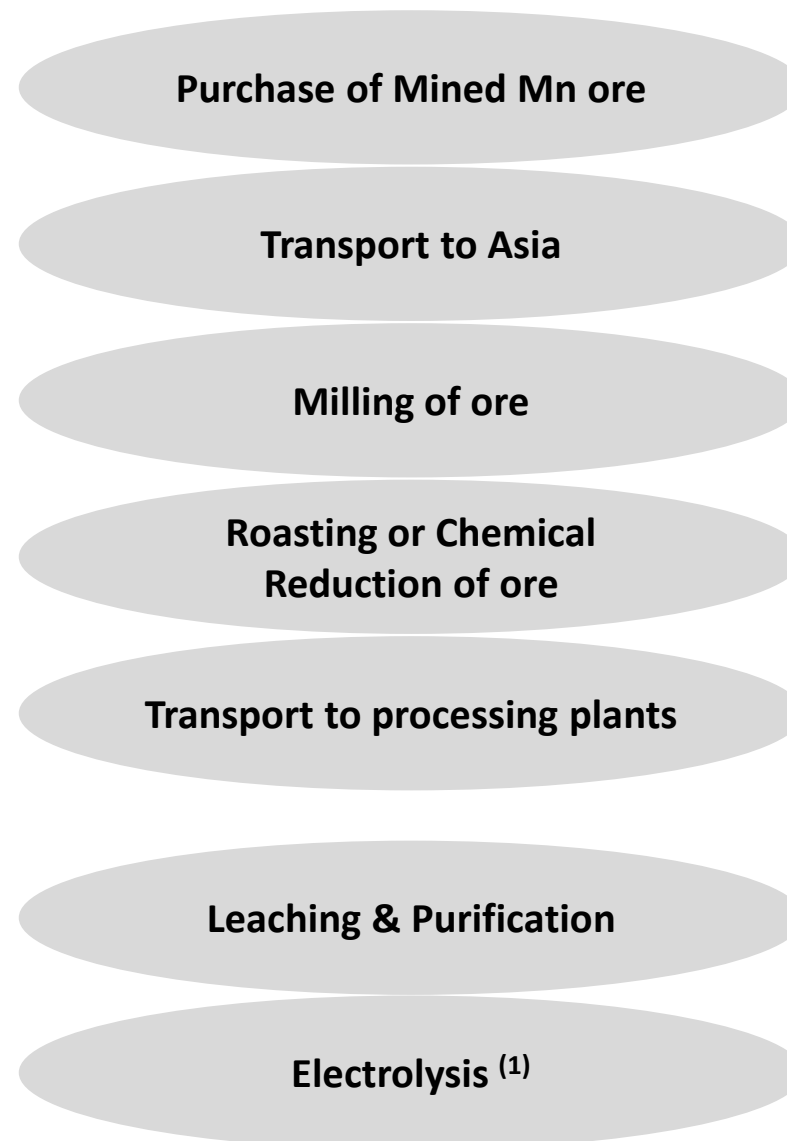 Purchase of Mined Mn ore
Transport to Asia
Milling of ore
Roasting or Chemical
Reduction of ore
Transport to processing plants
Leaching & Purification
Electrolysis (1)